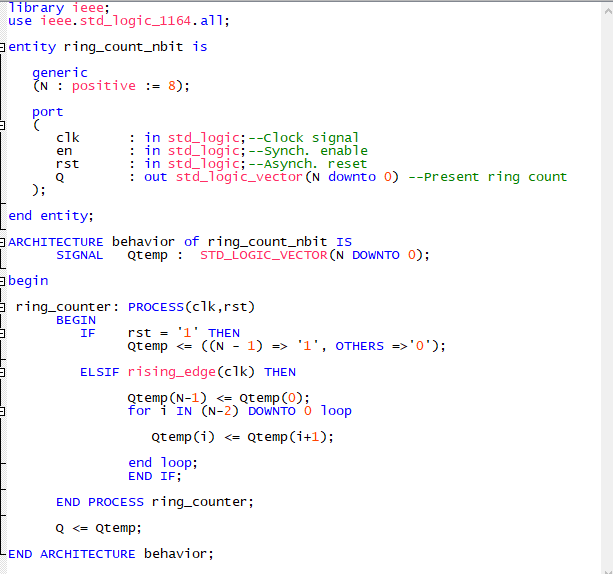 library ieee;
use ieee.std_logic_1164.all;
entity ring_count_nbit is
generic
(N : positive := 8);
port
(
clk : in std_logic;--Clock signal
en : in std_logic;--Synch. enable
rst : in std_logic;--Asynch. reset
Q : out std_logic_vector(N downto 0) --Present ring count
);
end entity;
ARCHITECTURE behavior of ring_count_nbit IS
SIGNAL Qtemp : STD_LOGIC_VECTOR(N DOWNTO 0);
begin
ring_counter: PROCESS(clk,rst)
BEGIN
IF rst = '1' THEN
Qtemp <= ((N - 1) => '1', OTHERS =>'0');
ELSIF rising_edge(clk) THEN
Qtemp(N-1) <= Qtemp(0);
for i IN (N-2) DOWNTO 0 loop
Qtemp(i) <= Qtemp(i+1);
end loop;
END IF;
END PROCESS ring_counter;
Q <= Qtemp;
END ARCHITECTURE behavior;